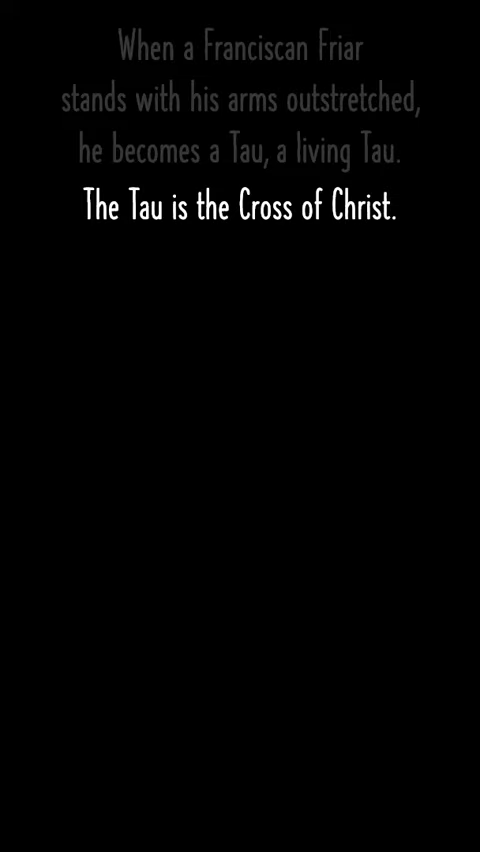 When a Franciscan Friar
stands with his arms outstretched,
he becomes a Tau, a living Tau.
The Tau is the Cross of Christ.